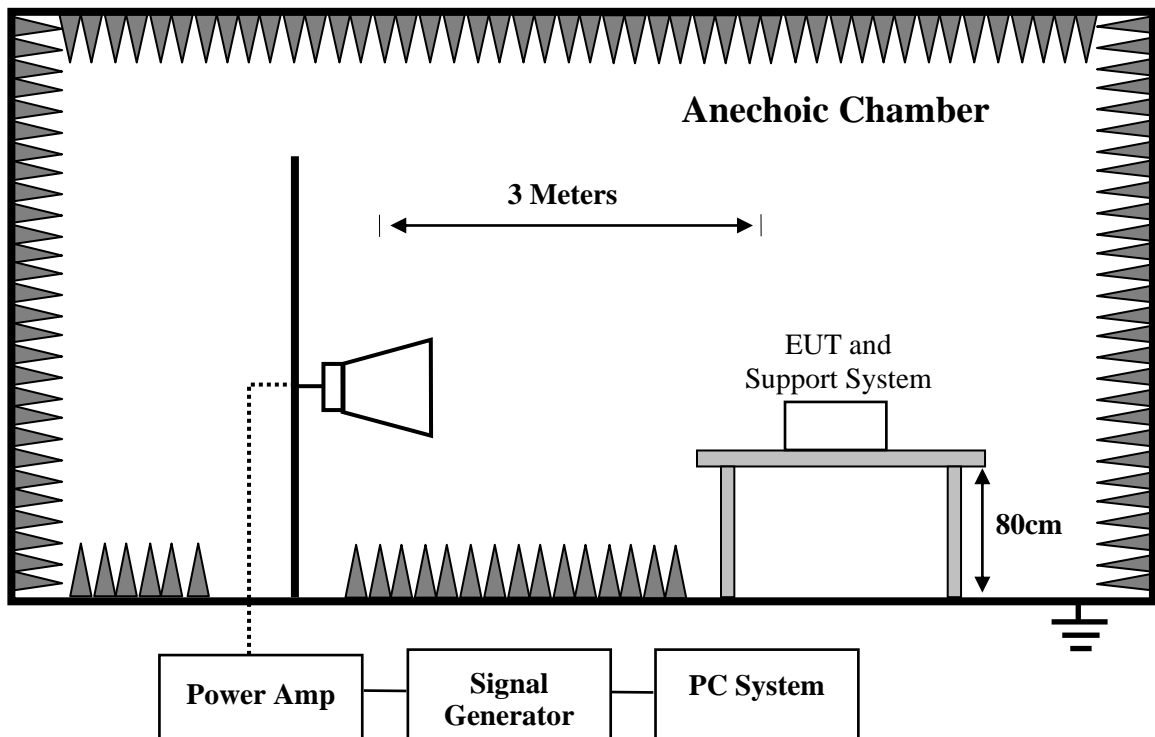 Anechoic Chamber
3 Meters
EUT and
Support System
80cm
Power Amp
Signal
Generator
PC System